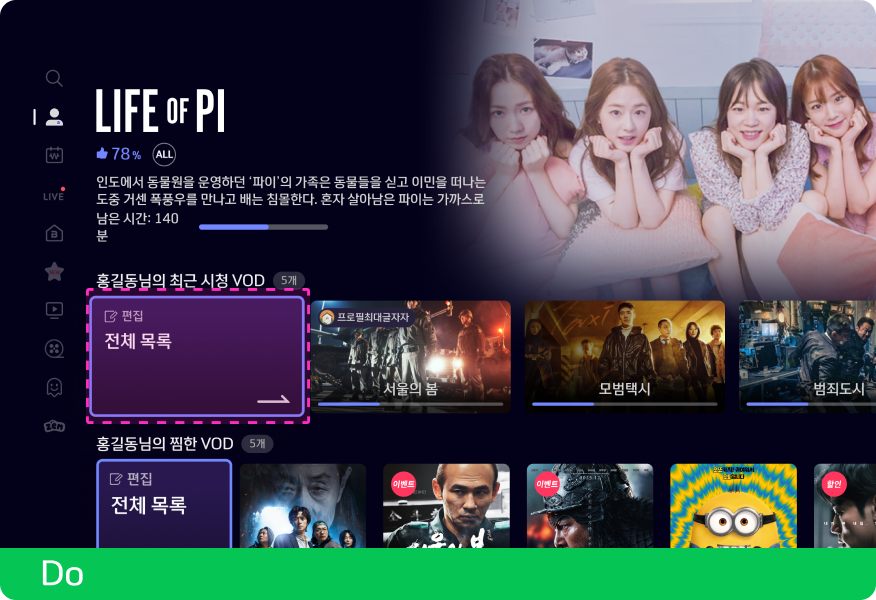 LIFE OF PI
78% ALL
인도에서 동물원을 운영하던 ‘파이’의 가족은 동물들을 싣고 이민을 떠나는
도중 거센 폭풍우를 만나고 배는 침몰한다. 혼자 살아남은 파이는 가까스로
남은 시간: 140
분
LIVE
홍길동님의 최근 시청 VOD 5개
편집
전체 목록
프로필최대글자자
서울의 봄
모범택시
범죄도시
홍길동님의 찜한 VOD 5개
편집
전체 목록
이벤트
이벤트
할인
Do